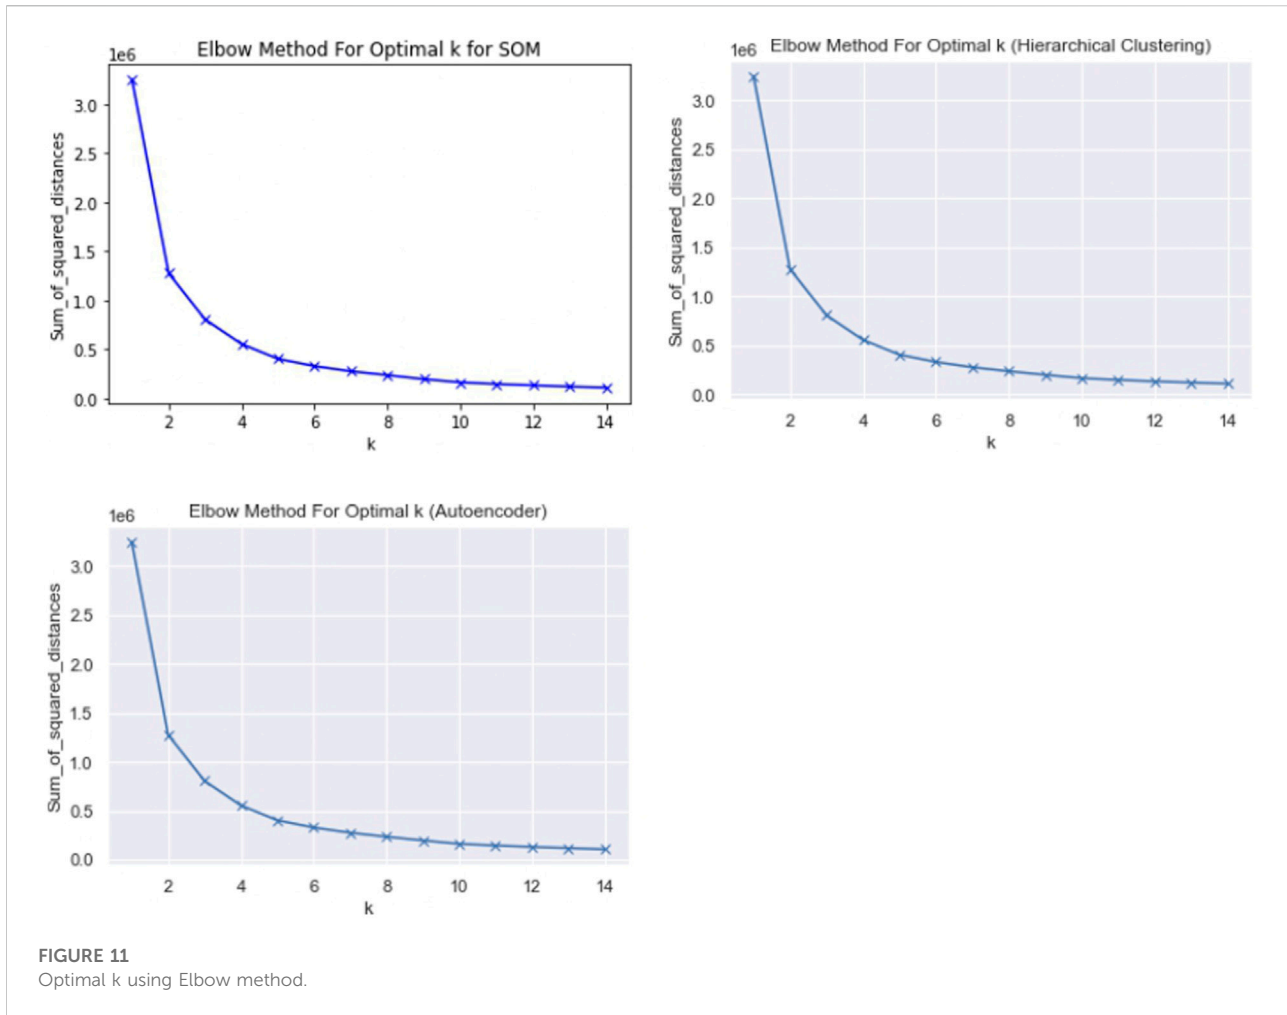 Elbow Method For Optimal k for SOM
1e6
Sum_of_squared_distances
3.0
2.5
2.0
1.5
1.0
0.5
0.0
2 4 6 8 10 12 14
k
Elbow Method For Optimal k (Hierarchical Clustering)
1e6
Sum_of_squared_distances
3.0
2.5
2.0
1.5
1.0
0.5
0.0
2 4 6 8 10 12 14
k
Elbow Method For Optimal k (Autoencoder)
1e6
Sum_of_squared_distances
3.0
2.5
2.0
1.5
1.0
0.5
0.0
2 4 6 8 10 12 14
k
FIGURE 11
Optimal k using Elbow method.